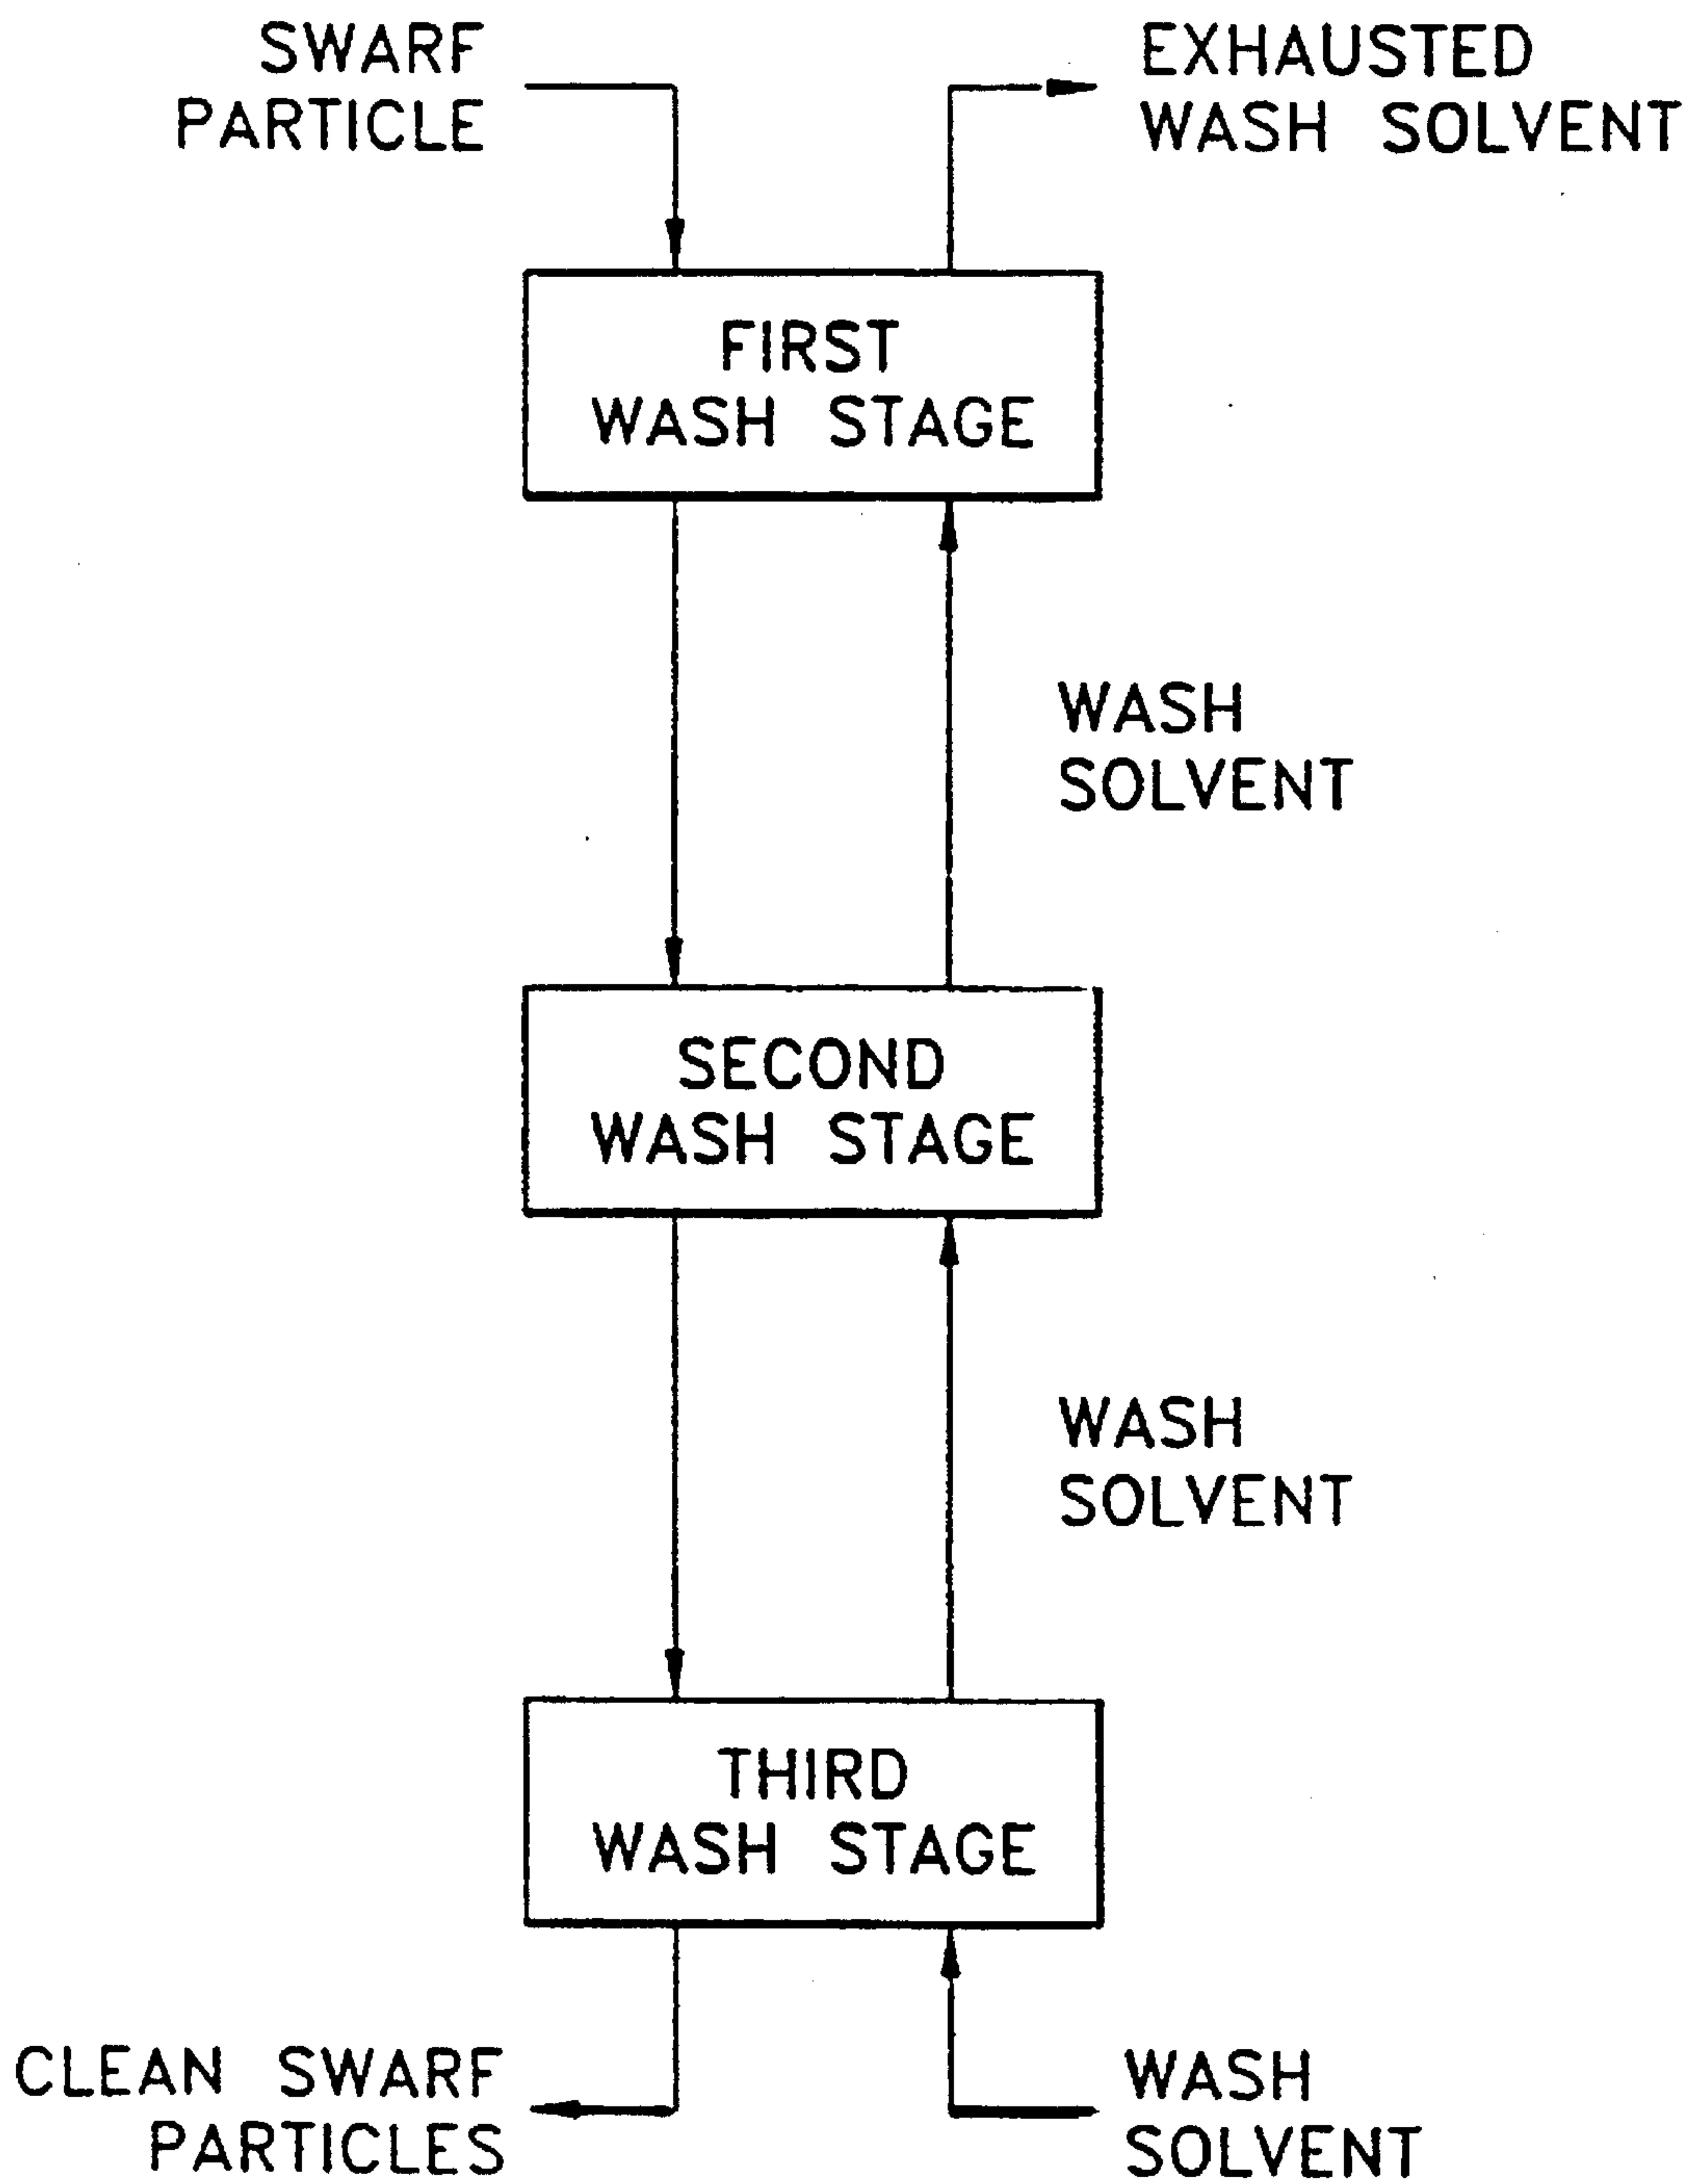 SWARF
PARTICLE
EXHAUSTED
WASH SOLVENT
FIRST
WASH STAGE
WASH
SOLVENT
SECOND
WASH STAGE
WASH
SOLVENT
THIRD
WASH STAGE
CLEAN SWARF
PARTICLES
WASH
SOLVENT